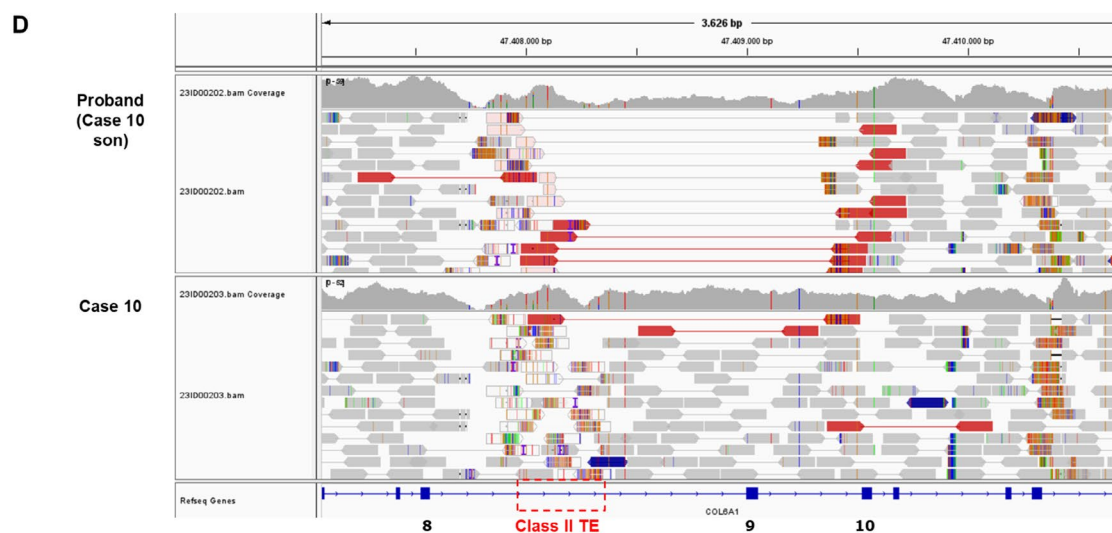 D
3.626 bp
47.408.000 bp
47.409.000 bp
47.410.000 bp
Proband
(Case 10
son)
23ID00202.bam Coverage
23ID00202.bam
Case 10
23ID00203.bam Coverage
23ID00203.bam
Refseq Genes
COL6A1
8
Class II TE
9
10